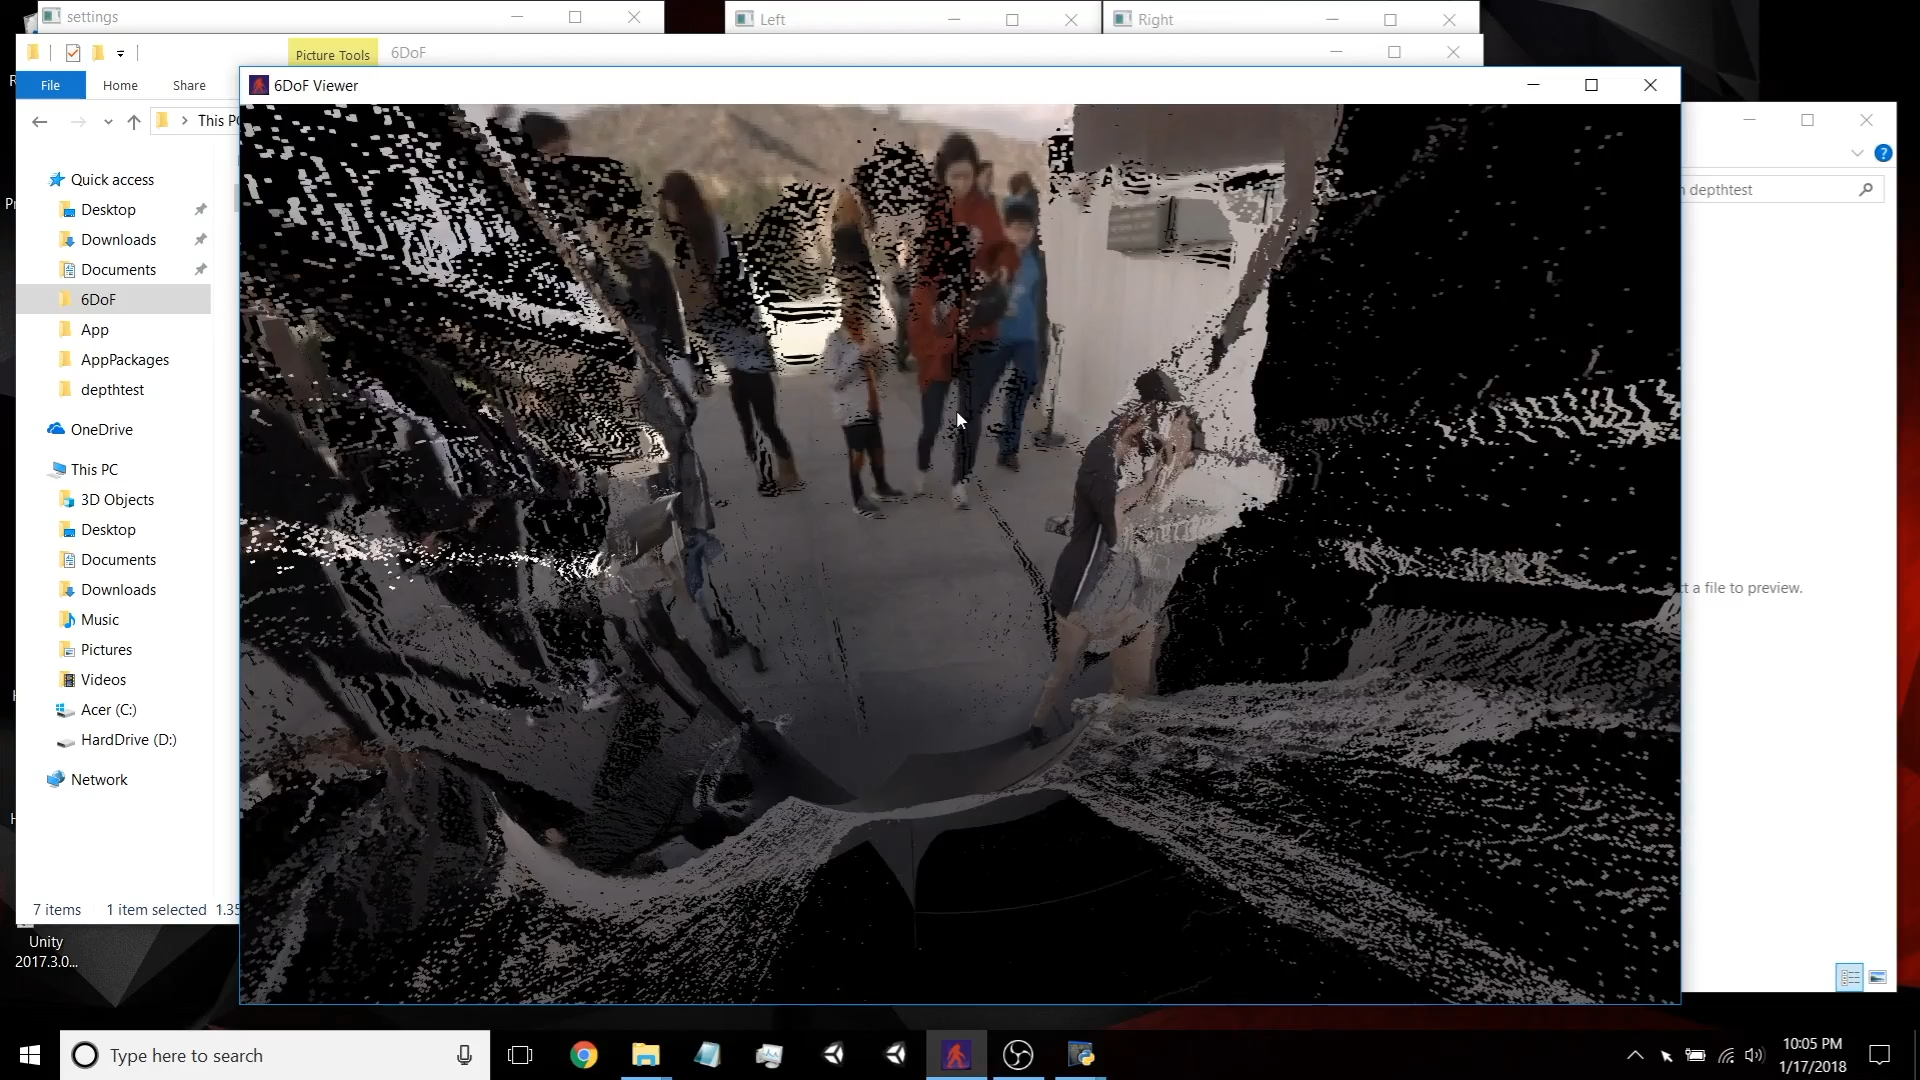 settings
Left
Right
Picture Tools
6DoF
File
Home
Share
6DoF Viewer
This PC
Quick access
Desktop
Downloads
Documents
6DoF
App
AppPackages
depthtest
OneDrive
This PC
3D Objects
Desktop
Documents
Downloads
Music
Pictures
Videos
Acer (C:)
HardDrive (D:)
Network
7 items
1 item selected
1.35
depthtest
t a file to preview.
Unity
2017.3.0...
Type here to search
10:05 PM
1/17/2018